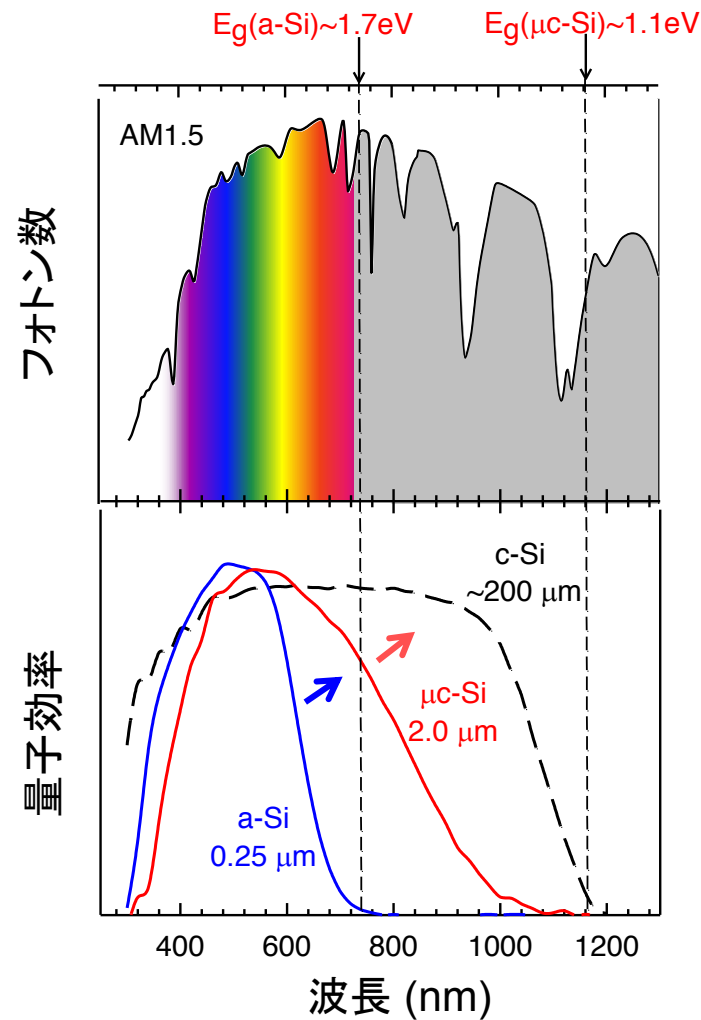 Eg(a-Si)~1.7eV
Eg(μc-Si)~1.1eV
AM1.5
フォトン数
c-Si
~200 μm
μc-Si
2.0 μm
a-Si
0.25 μm
量子効率
400 600 800 1000 1200
波長 (nm)